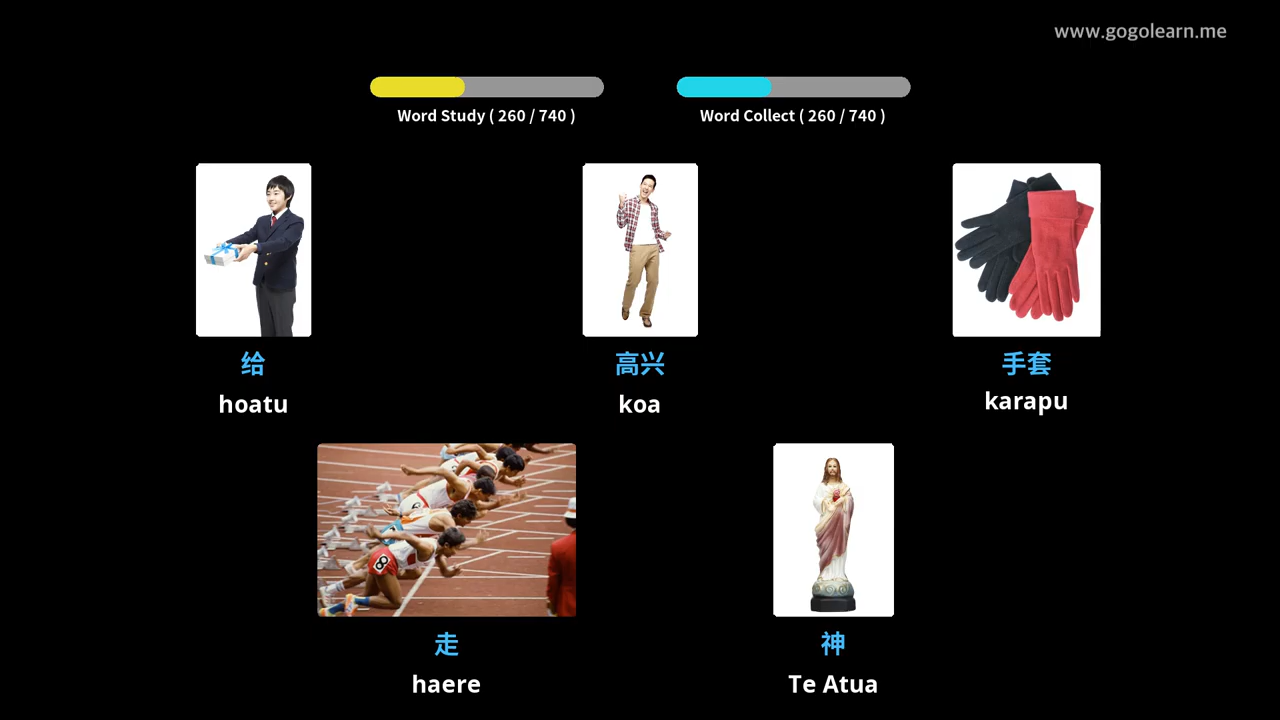 www.gogolearn.me
Word Study ( 260 / 740 )
Word Collect ( 260 / 740 )
给
hoatu
高兴
koa
手套
karapu
8
走
haere
神
Te Atua